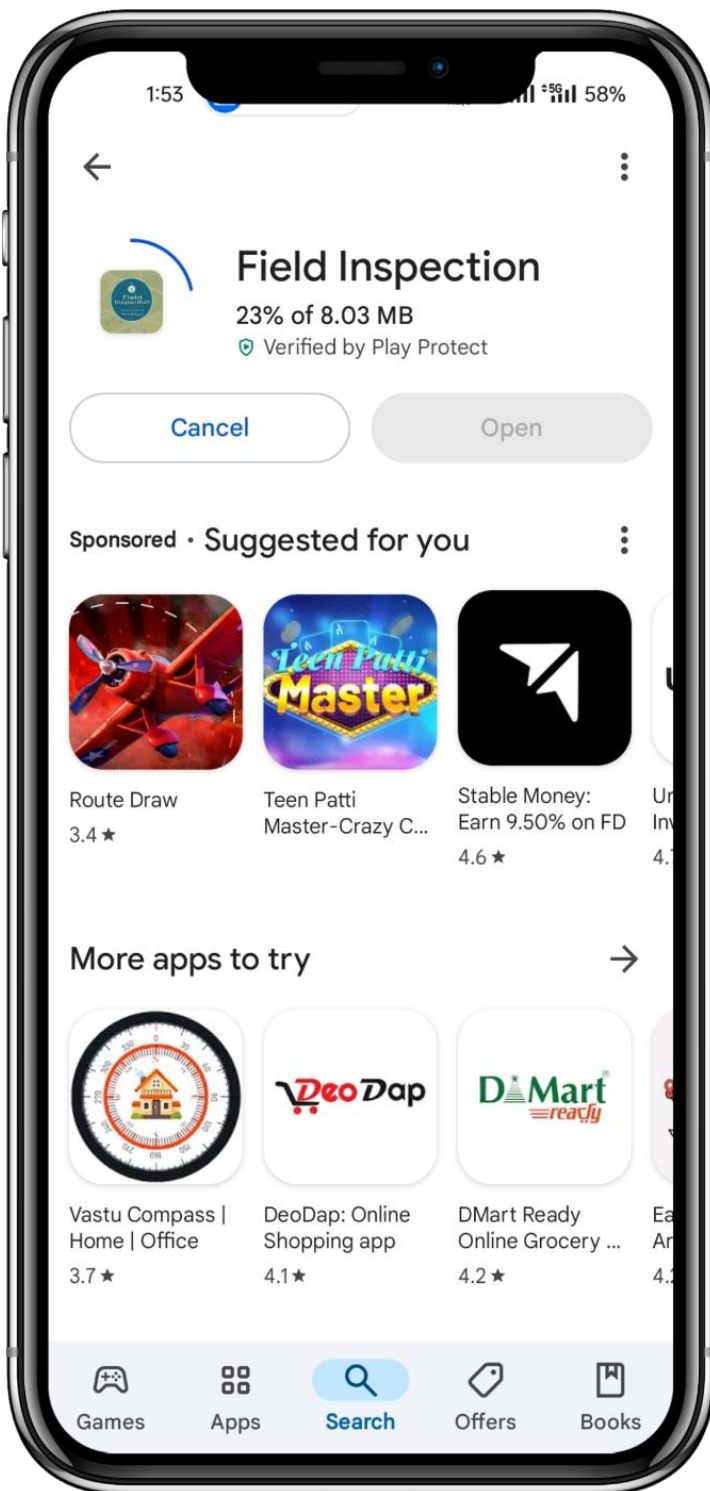 1:53
5G 58%
Field Inspection
23% of 8.03 MB
Verified by Play Protect
Cancel
Open
Sponsored · Suggested for you
Teen Patti
Master
Route Draw
3.4 ★
Teen Patti
Master-Crazy C...
Stable Money:
Earn 9.50% on FD
4.6 ★
More apps to try
DeoDap
DMart
ready
Vastu Compass |
Home | Office
3.7 ★
DeoDap: Online
Shopping app
4.1 ★
DMart Ready
Online Grocery ...
4.2 ★
Games
Apps
Search
Offers
Books